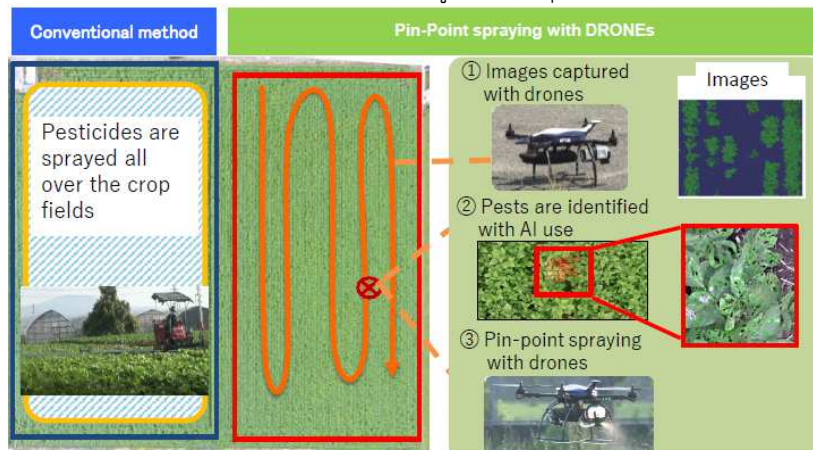 Conventional method
Pin-Point spraying with DRONEs
Pesticides are
sprayed all
over the crop
fields
① Images captured
with drones
Images
② Pests are identified
with AI use
③ Pin-point spraying
with drones